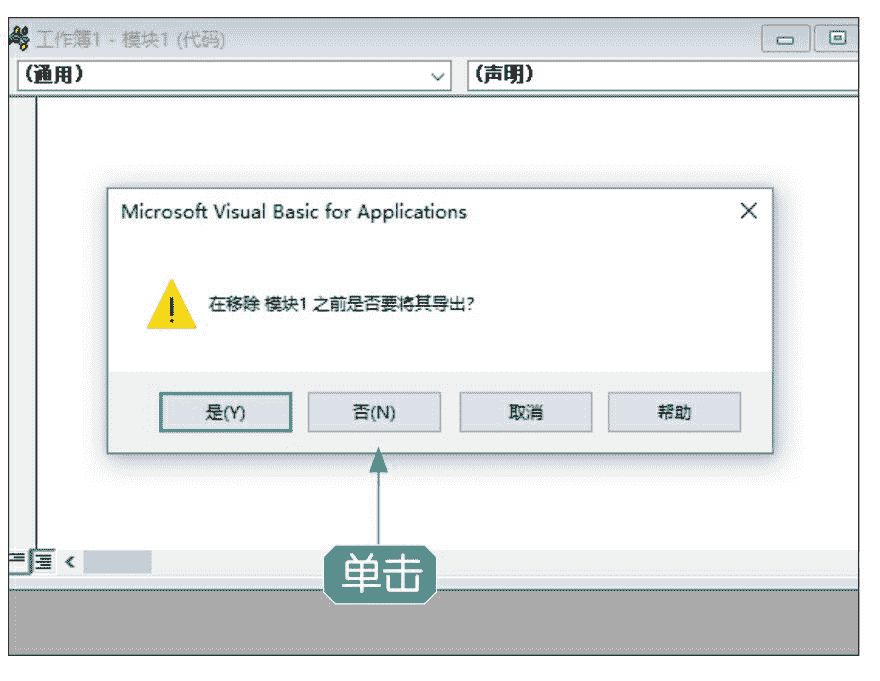 工作簿1 - 模块1 (代码)
(通用) (声明)
Microsoft Visual Basic for Applications
在移除 模块1 之前是否要将其导出?
是(Y) 否(N) 取消 帮助
单击